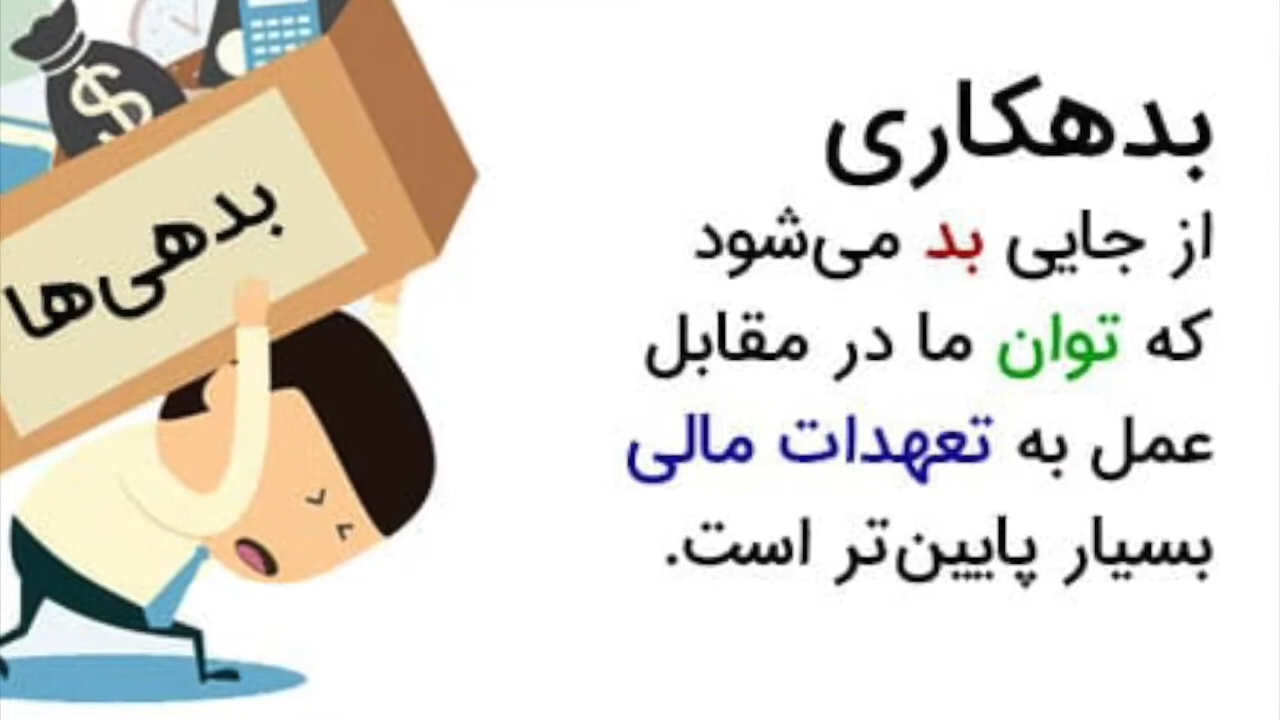 بدهکاری
از جایی بد می‌شود
که توان ما در مقابل
عمل به تعهدات مالی
بسیار پایین‌تر است.
بدهی‌ها
$